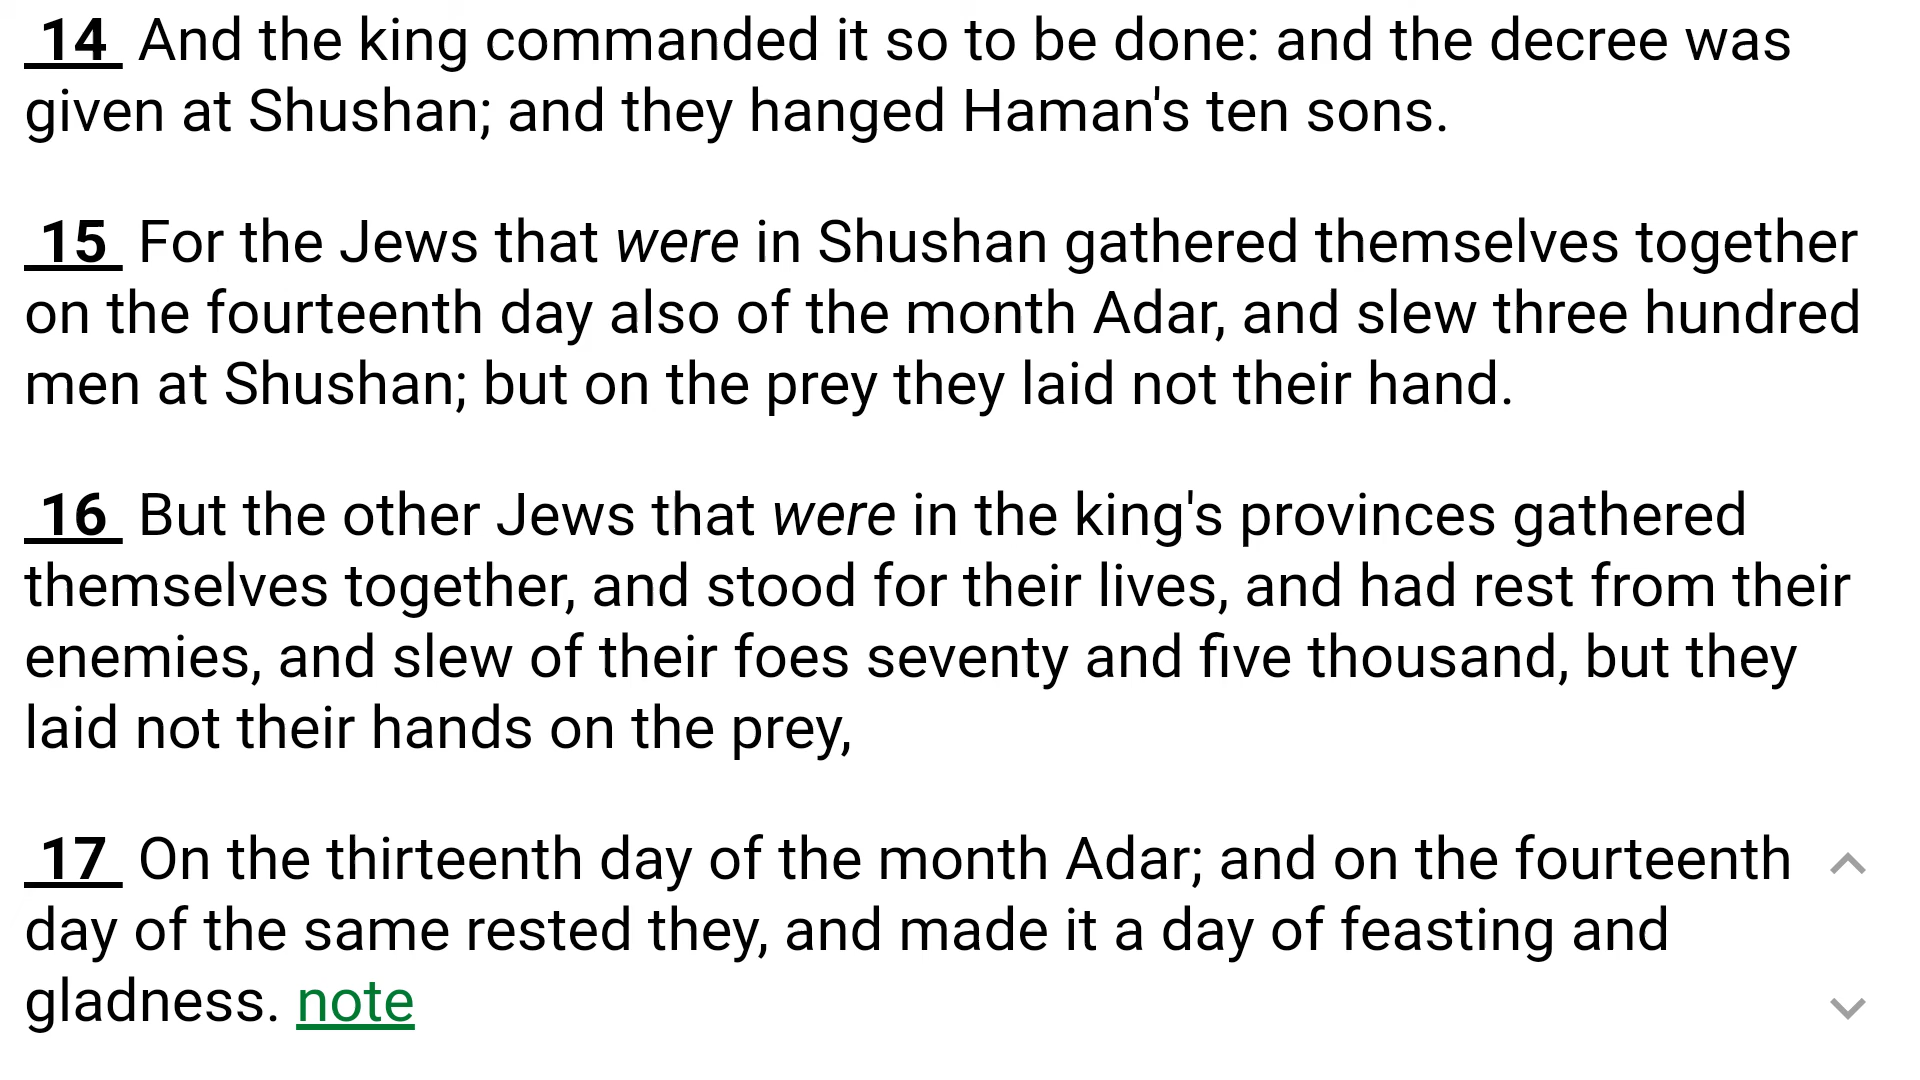 14 And the king commanded it so to be done: and the decree was
given at Shushan; and they hanged Haman's ten sons.
15 For the Jews that were in Shushan gathered themselves together
on the fourteenth day also of the month Adar, and slew three hundred
men at Shushan; but on the prey they laid not their hand.
16 But the other Jews that were in the king's provinces gathered
themselves together, and stood for their lives, and had rest from their
enemies, and slew of their foes seventy and five thousand, but they
laid not their hands on the prey,
17 On the thirteenth day of the month Adar; and on the fourteenth
day of the same rested they, and made it a day of feasting and
gladness. note